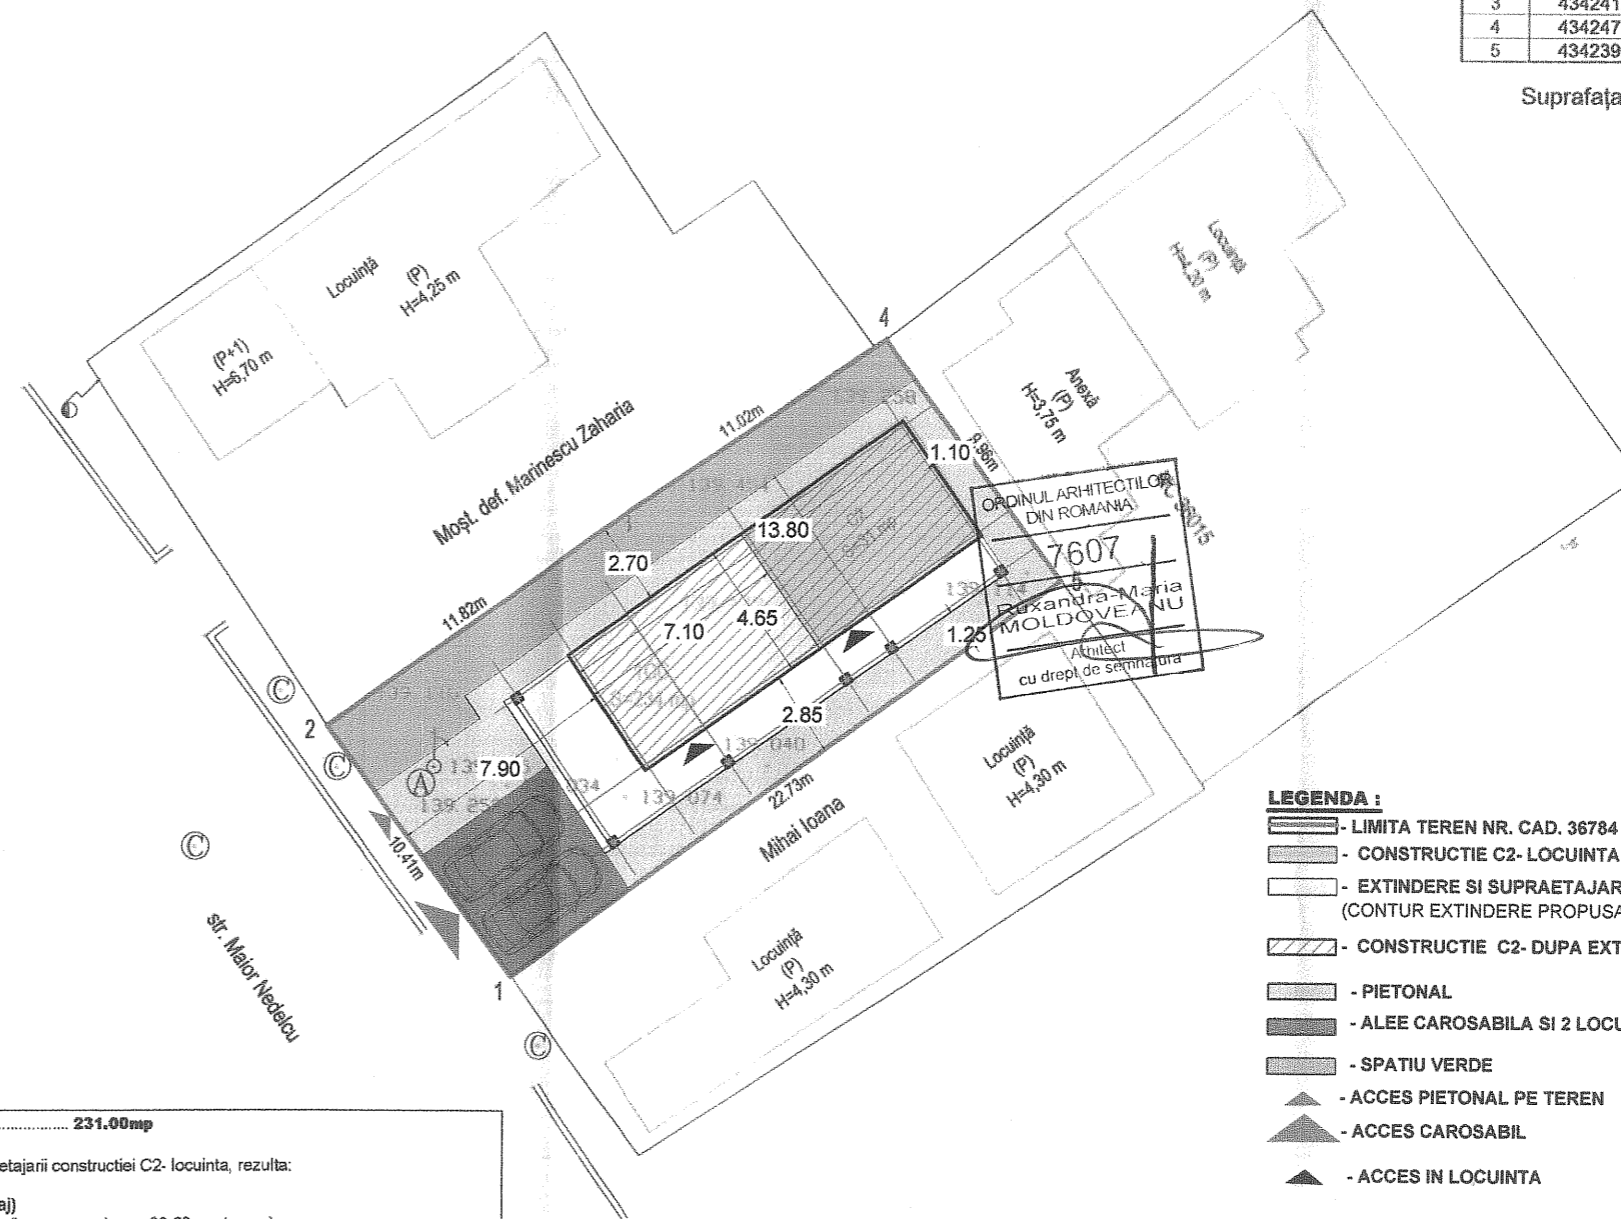 3 434241
4 434247
5 434239
Suprafața
Locuință
(P)
H=4,25 m
(P+1)
H=6,70 m
Moșt. def. Marinescu Zaharia
4
Anexă
(P)
H=3,75 m
11.02m
1.10
9.96m
13.80
2.70
11.82m
7.10
4.65
1.25
2.85
2
7.90
A
139 040
139 074
22.73m
Mihai Ioana
10.41m
1
C
C
C
C
str. Maior Nedelcu
Locuință
(P)
H=4,30 m
Locuință
(P)
H=4,30 m
ORDINUL ARHITECTILOR
DIN ROMANIA
7607
Ruxandra-Maria
MOLDOVEANU
Arhitect
cu drept de semnatura
LEGENDA :
- LIMITA TEREN NR. CAD. 36784
- CONSTRUCTIE C2- LOCUINTA
- EXTINDERE SI SUPRAETAJAR
(CONTUR EXTINDERE PROPUSA
- CONSTRUCTIE C2- DUPA EXT
- PIETONAL
- ALEE CAROSABILA SI 2 LOCU
- SPATIU VERDE
- ACCES PIETONAL PE TEREN
- ACCES CAROSABIL
- ACCES IN LOCUINTA
231.00mp
etajarii constructiei C2- locuinta, rezulta:
aj)